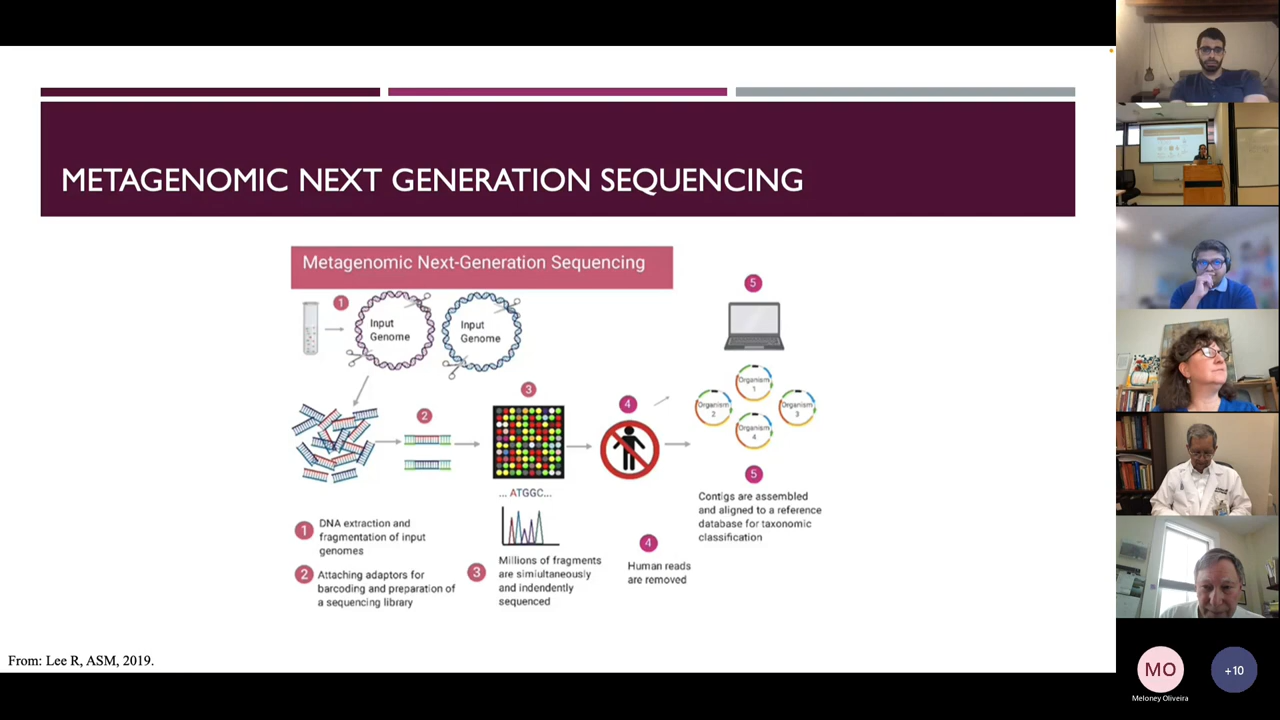 METAGENOMIC NEXT GENERATION SEQUENCING
Metagenomic Next-Generation Sequencing
1
Input
Genome
Input
Genome
2
3
... ATGGC...
4
5
Organism
1
Organism
2
Organism
3
Organism
4
1
DNA extraction and
fragmentation of input
genomes
2
Attaching adaptors for
barcoding and preparation of
a sequencing library
3
Millions of fragments
are simiultaneously
and indendently
sequenced
4
Human reads
are removed
5
Contigs are assembled
and aligned to a reference
database for taxonomic
classification
From: Lee R, ASM, 2019.
MO
Meloney Oliveira
+10